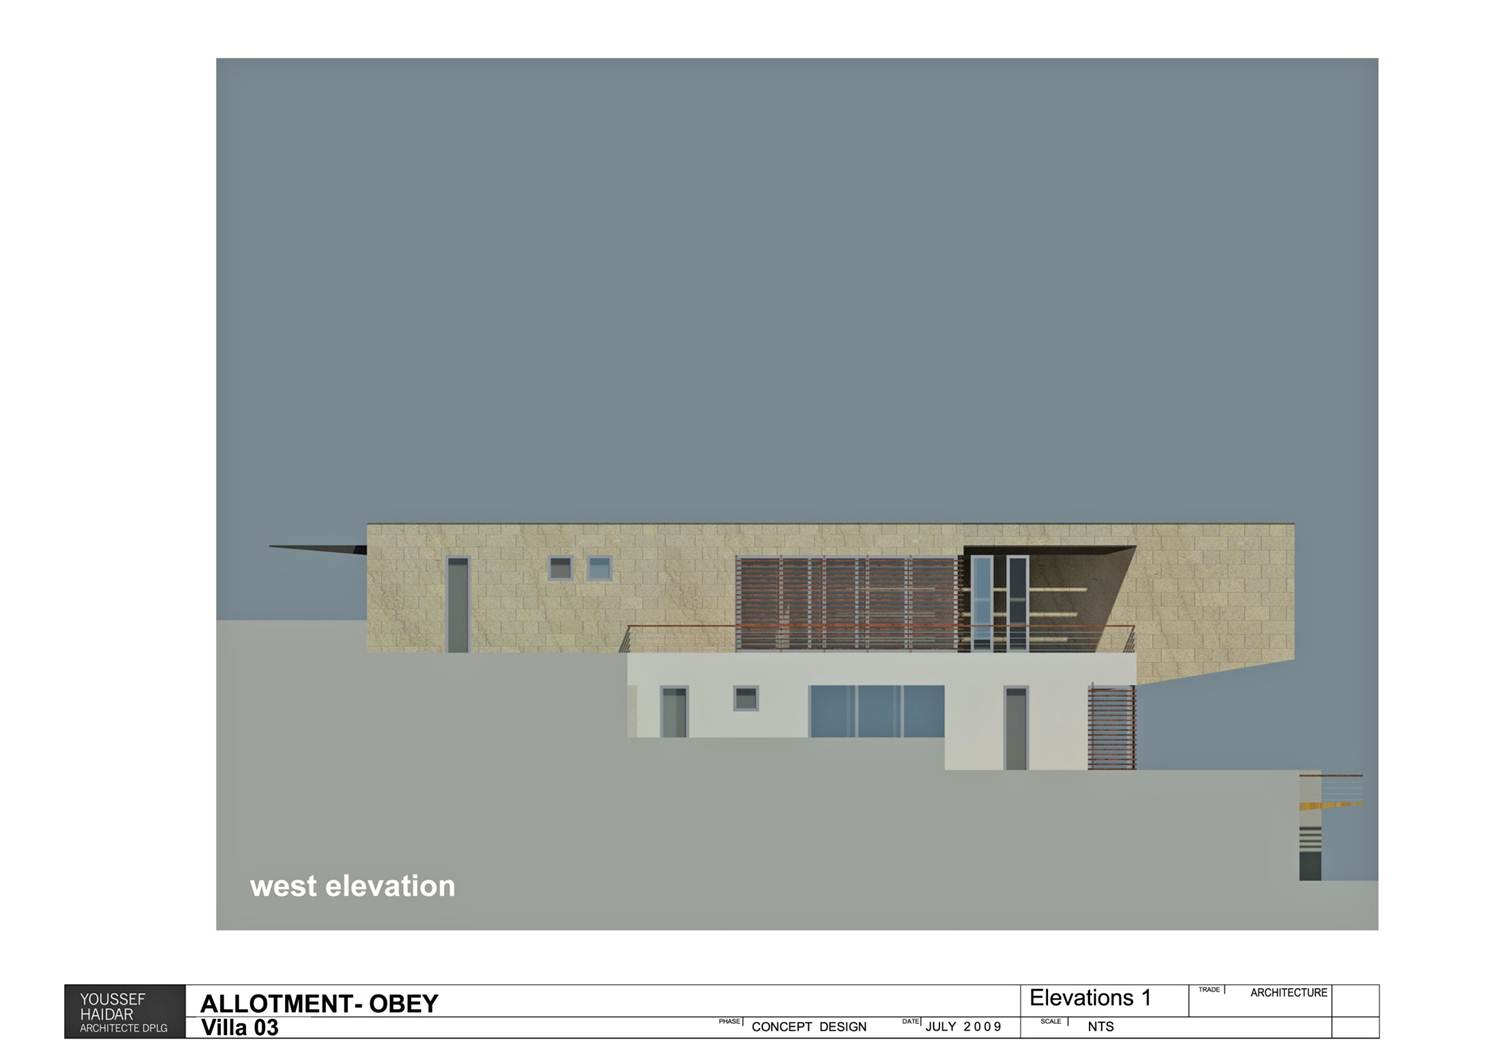 west elevation
YOUSSEF
HAIDAR
ARCHITECTE DPLG
ALLOTMENT- OBEY
Villa 03
PHASE CONCEPT DESIGN DATE JULY 2009
Elevations 1
TRADE ARCHITECTURE
SCALE NTS